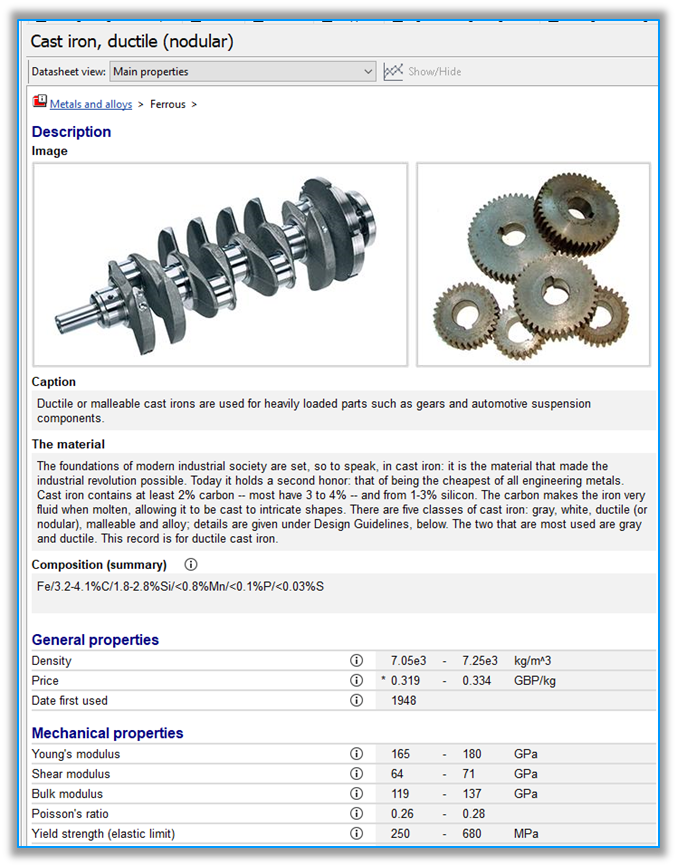 Cast iron, ductile (nodular)
Datasheet view: Main properties Show/Hide
Metals and alloys > Ferrous >
Description
Image
Caption
Ductile or malleable cast irons are used for heavily loaded parts such as gears and automotive suspension
components.
The material
The foundations of modern industrial society are set, so to speak, in cast iron: it is the material that made the
industrial revolution possible. Today it holds a second honor: that of being the cheapest of all engineering metals.
Cast iron contains at least 2% carbon -- most have 3 to 4% -- and from 1-3% silicon. The carbon makes the iron very
fluid when molten, allowing it to be cast to intricate shapes. There are five classes of cast iron: gray, white, ductile (or
nodular), malleable and alloy; details are given under Design Guidelines, below. The two that are most used are gray
and ductile. This record is for ductile cast iron.
Composition (summary)
Fe/3.2-4.1%C/1.8-2.8%Si/<0.8%Mn/<0.1%P/<0.03%S
General properties
Density 7.05e3 - 7.25e3 kg/m^3
Price * 0.319 - 0.334 GBP/kg
Date first used 1948
Mechanical properties
Young's modulus 165 - 180 GPa
Shear modulus 64 - 71 GPa
Bulk modulus 119 - 137 GPa
Poisson's ratio 0.26 - 0.28
Yield strength (elastic limit) 250 - 680 MPa